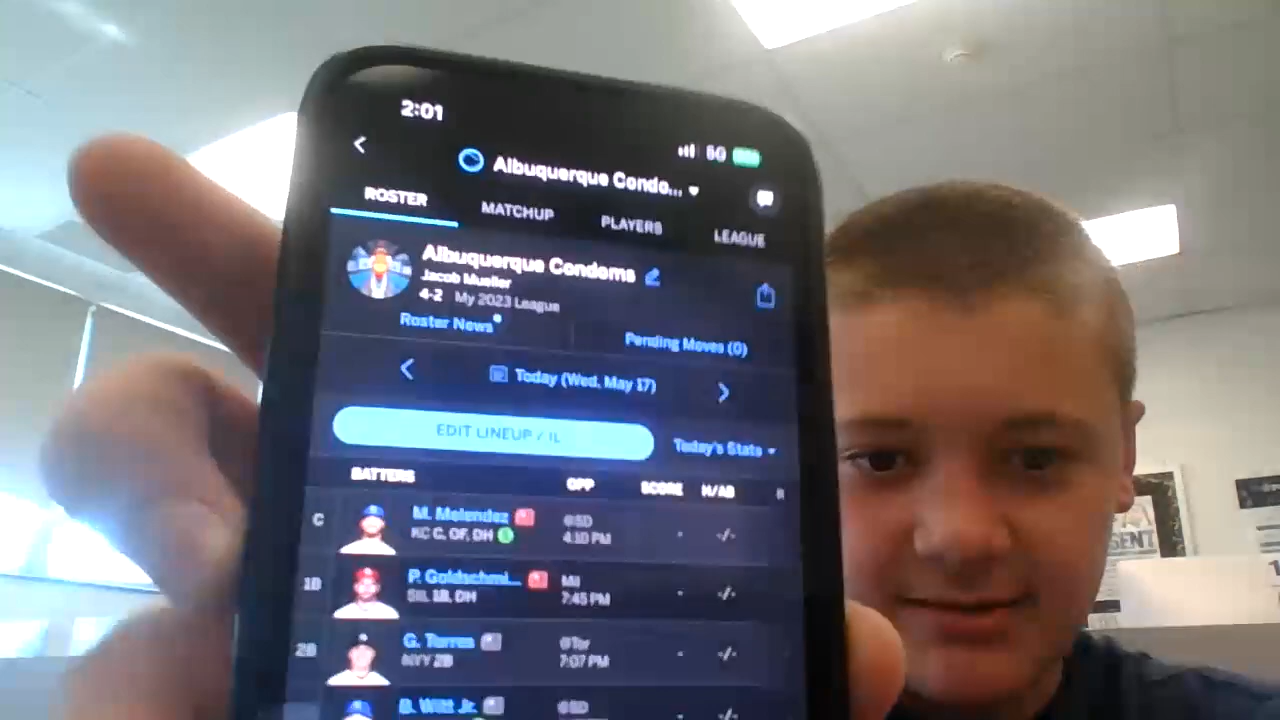 2:01
5G
Albuquerque Condo...
ROSTER MATCHUP PLAYERS LEAGUE
Albuquerque Condoms
Jacob Mueller
4-2 My 2023 League
Roster News
Pending Moves (0)
Today (Wed, May 17)
EDIT LINEUP / IL
Today's Stats
BATTERS OPP SCORE H/AB R
C M. Melendez @SD
KC C, OF, DH 4:10 PM - -/-
1B P. Goldschmi... Mil
StL 1B, DH 7:45 PM - -/-
2B G. Torres @Tor
NYY 2B 7:07 PM - -/-
B. Witt Jr. @SD
SENT